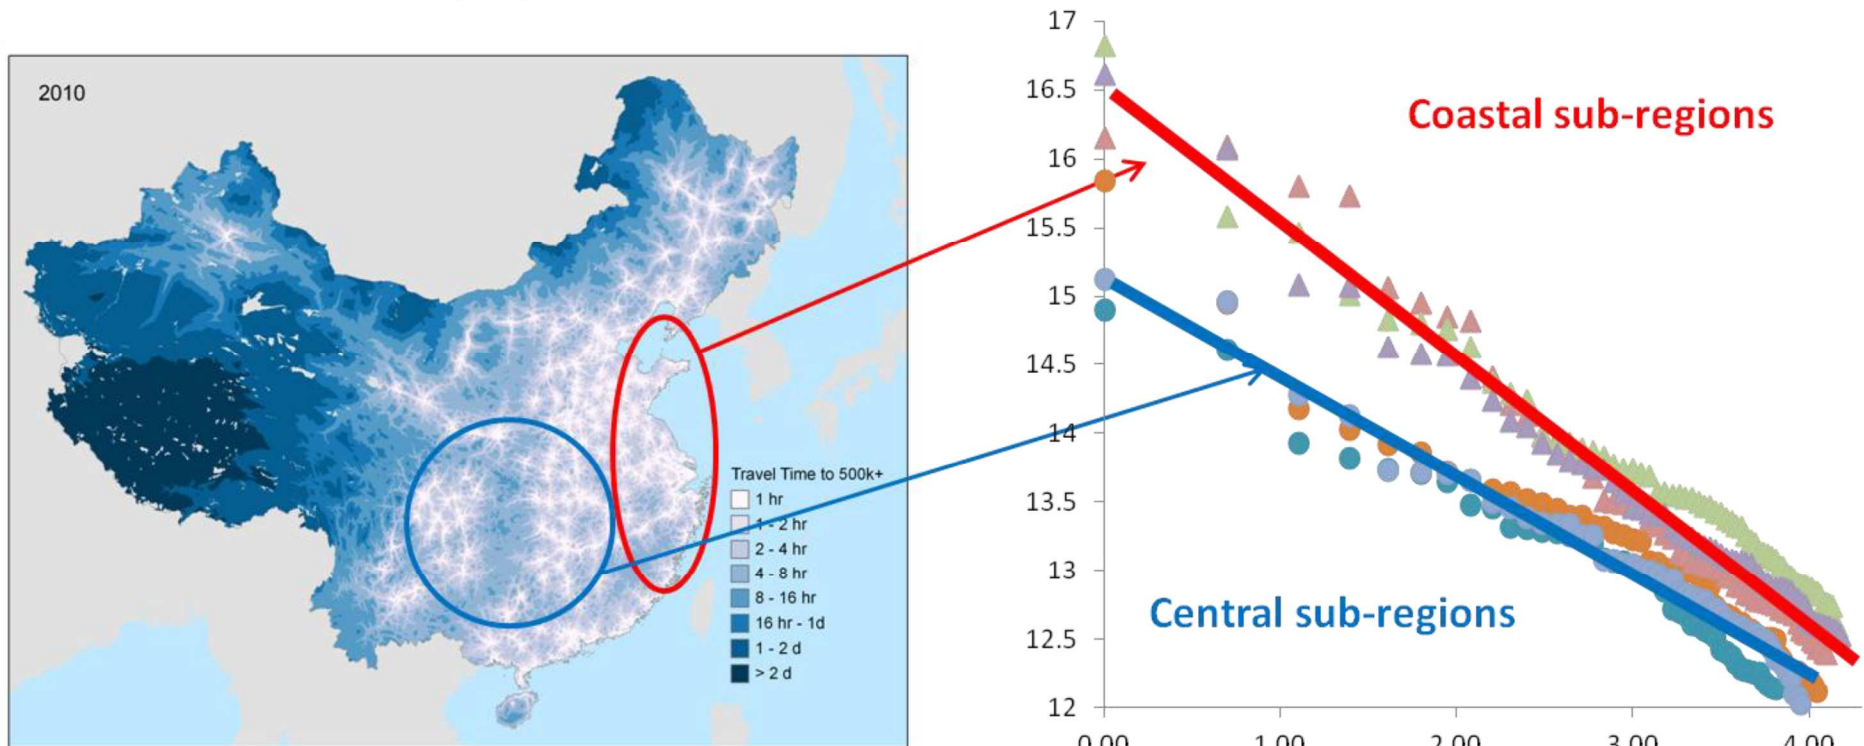 2010
Travel Time to 500k+
1 hr
1 - 2 hr
2 - 4 hr
4 - 8 hr
8 - 16 hr
16 hr - 1d
1 - 2 d
> 2 d
17
16.5
16
15.5
15
14.5
14
13.5
13
12.5
12
Coastal sub-regions
Central sub-regions
0.00 1.00 2.00 3.00 4.00